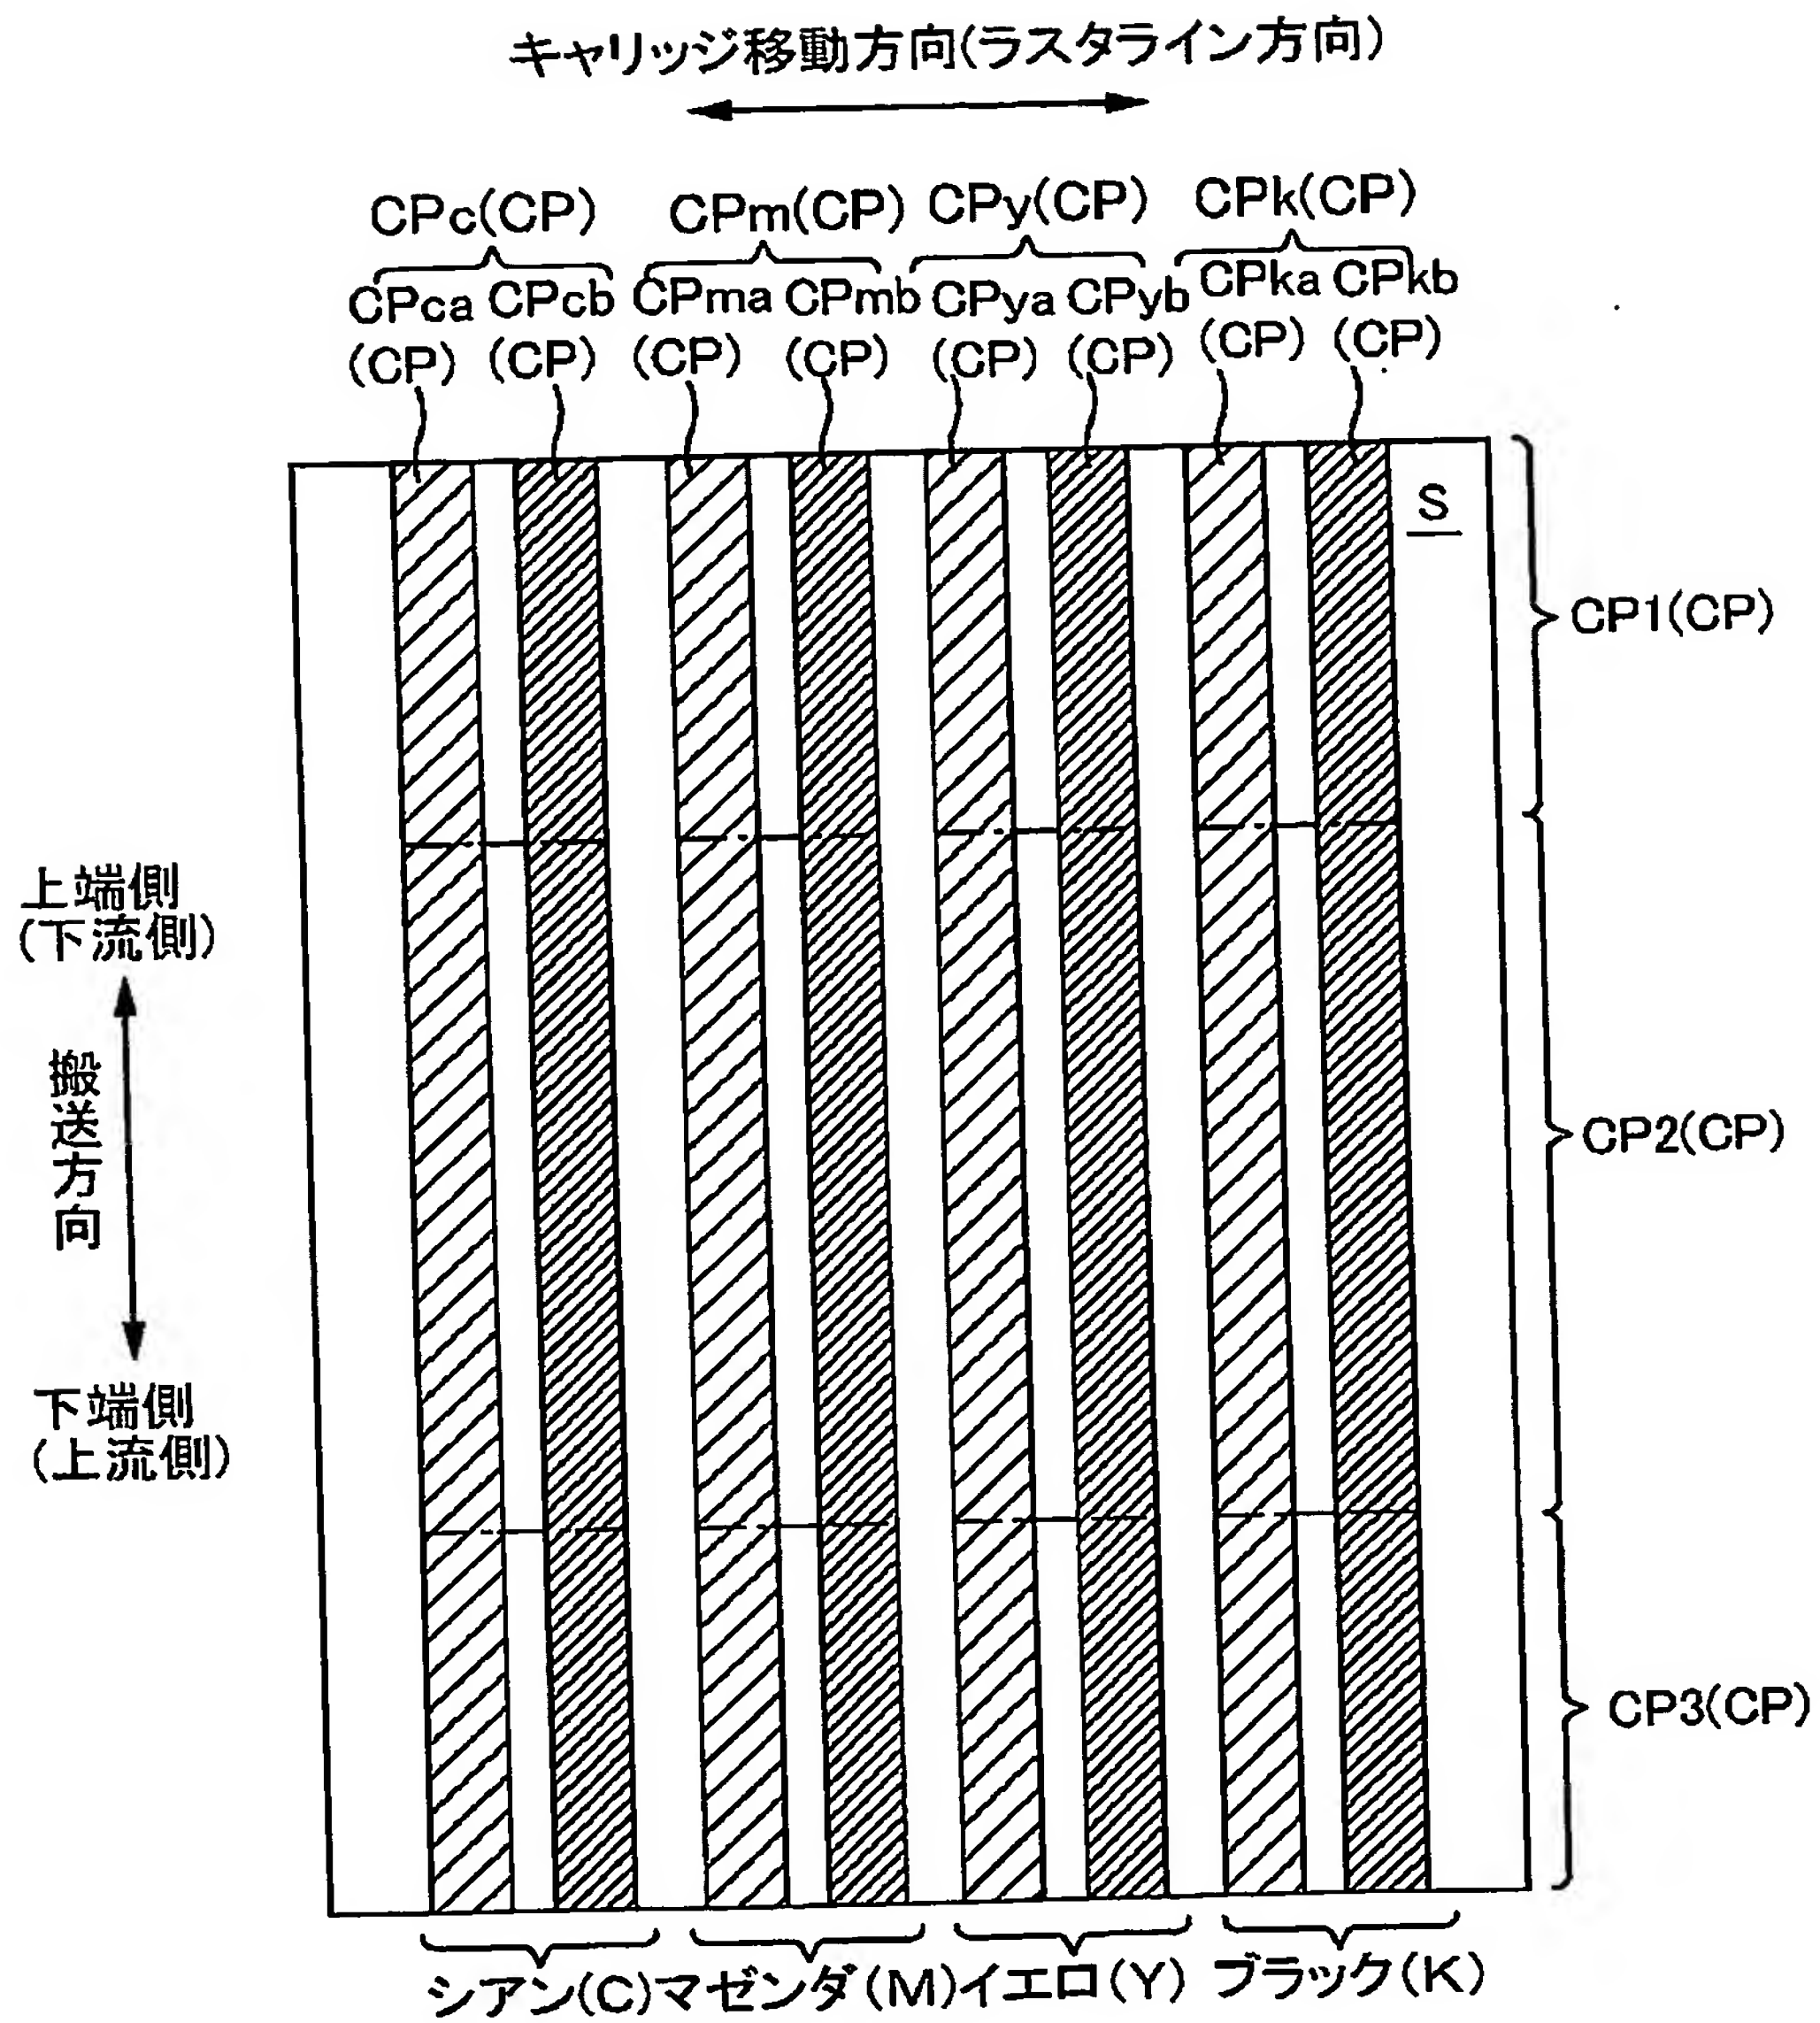 キャリッジ移動方向(ラスタライン方向)
CPc(CP) CPm(CP) CPy(CP) CPk(CP)
CPca CPcb CPma CPmb CPya CPyb CPka CPkb
(CP) (CP) (CP) (CP) (CP) (CP) (CP) (CP)
S
CP1(CP)
上端側
(下流側)
搬送方向
下端側
(上流側)
CP2(CP)
CP3(CP)
シアン(C) マゼンダ(M) イエロ(Y) ブラック(K)